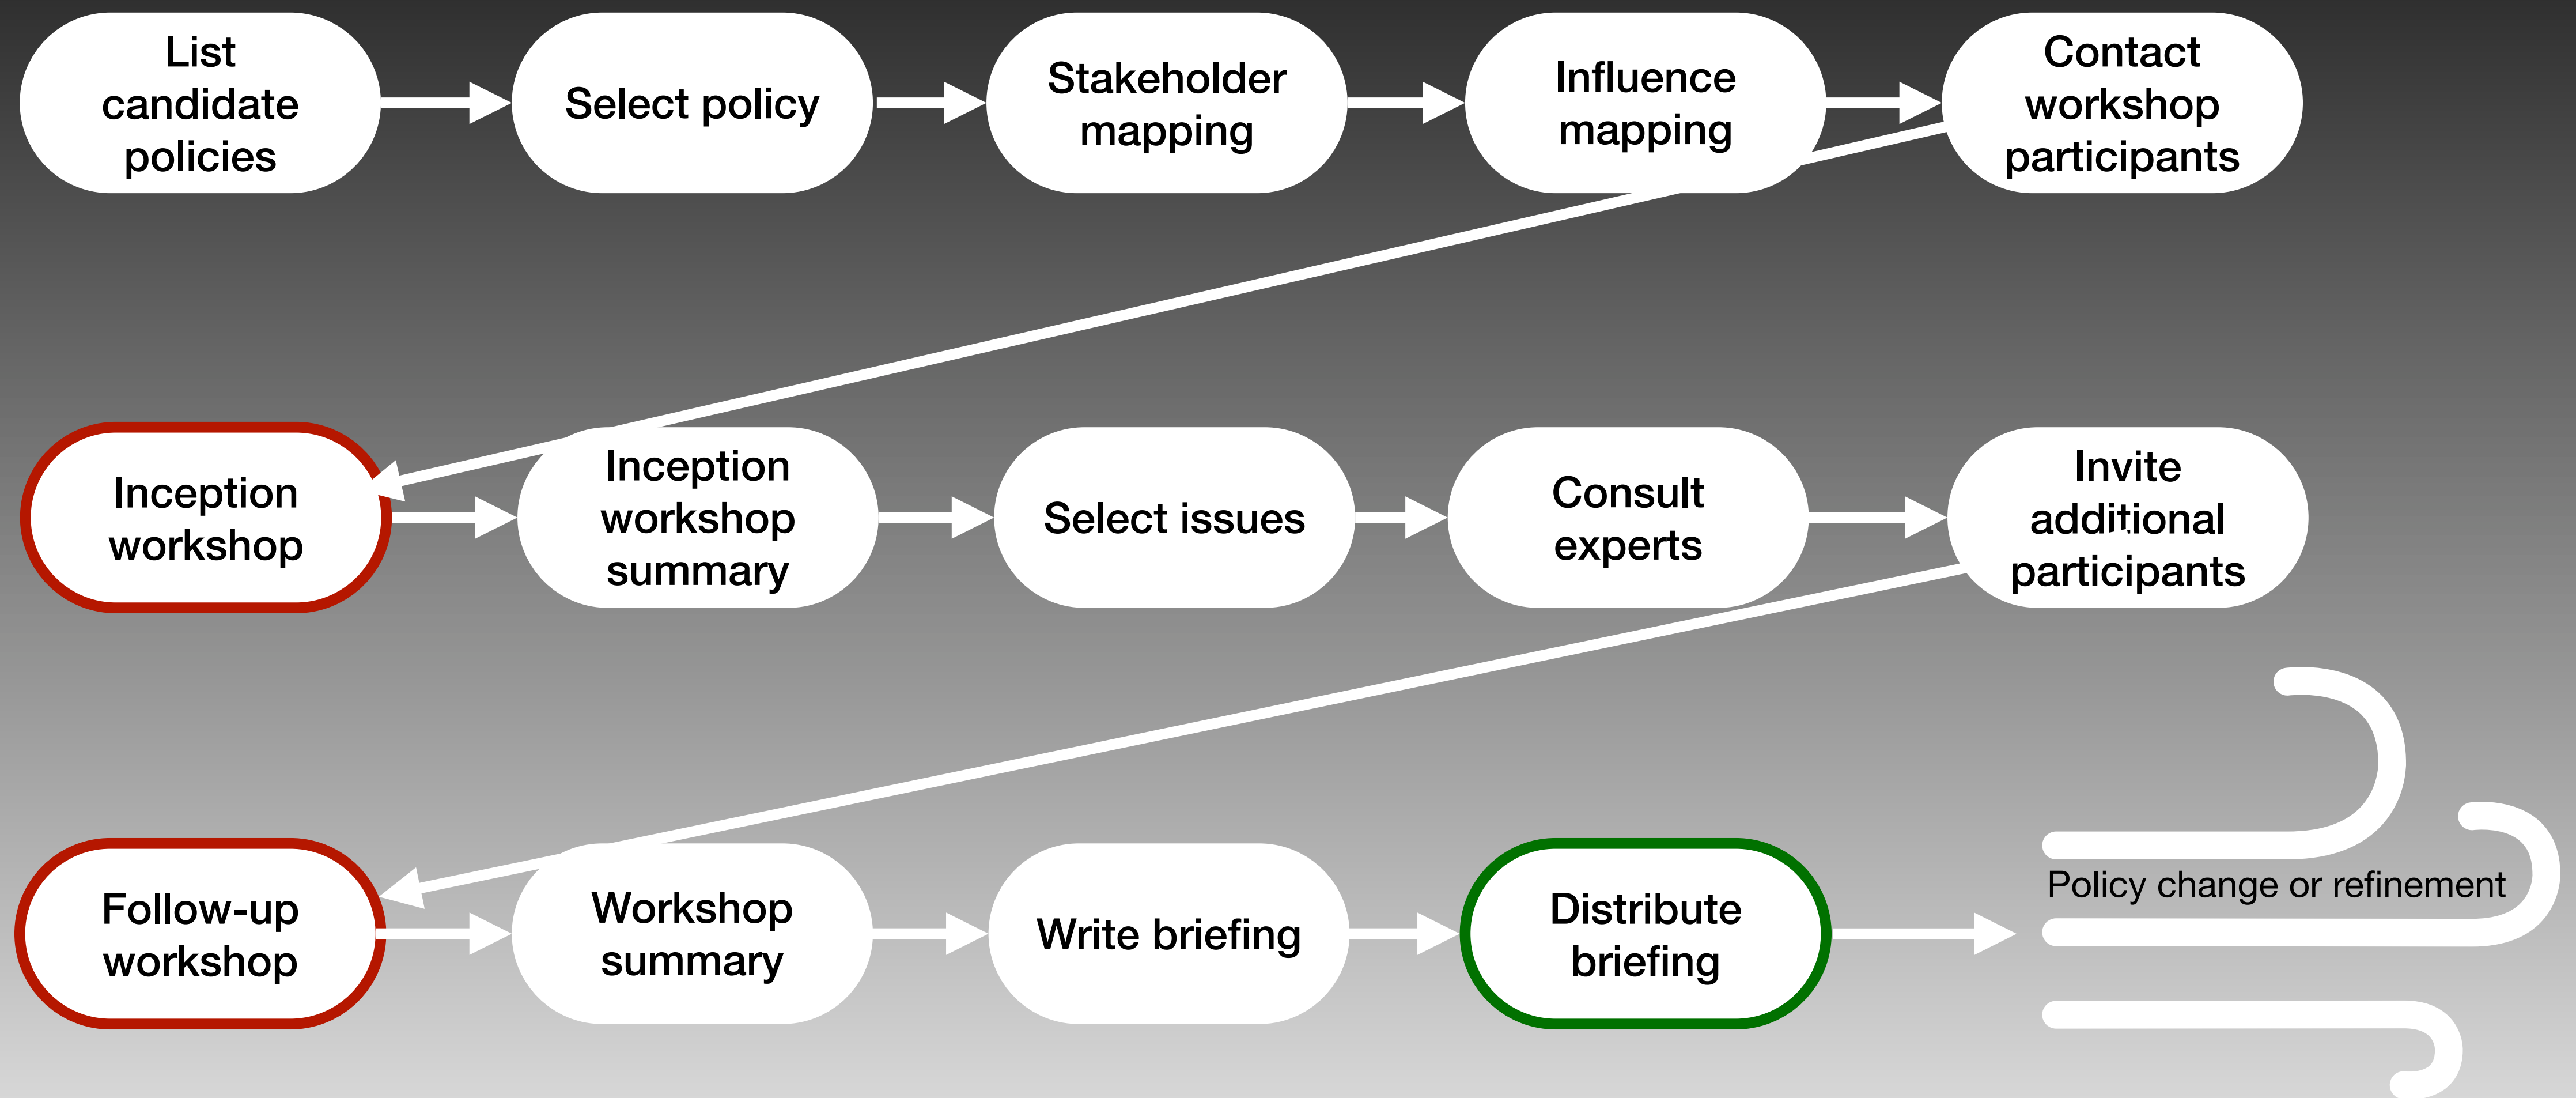 List
candidate
policies
Select policy
Stakeholder
mapping
Influence
mapping
Contact
workshop
participants
Inception
workshop
Inception
workshop
summary
Select issues
Consult
experts
Invite
additional
participants
Follow-up
workshop
Workshop
summary
Write briefing
Distribute
briefing
Policy change or refinement